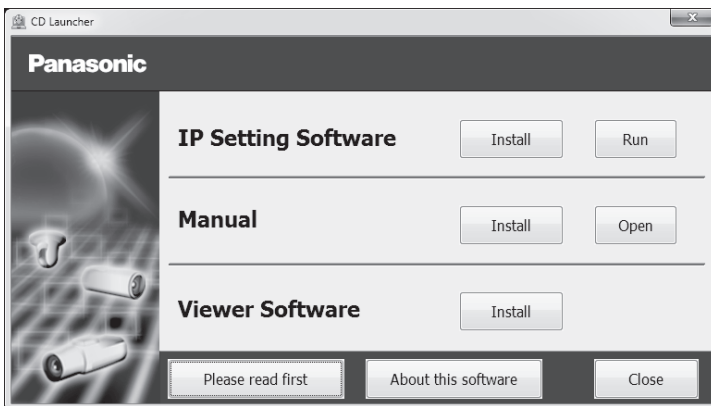 CD Launcher
Panasonic
IP Setting Software Install Run
Manual Install Open
Viewer Software Install
Please read first About this software Close